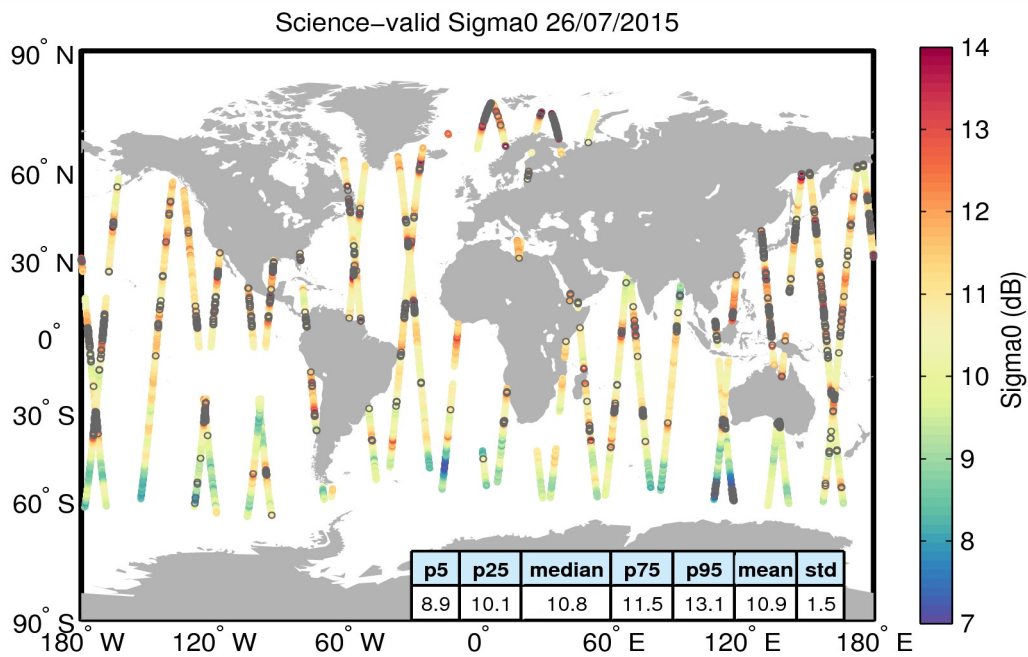 Science−valid Sigma0 26/07/2015
90° N
60° N
30° N
0°
30° S
60° S
90° S
180° W
120° W
60° W
0°
60° E
120° E
180° E
p5 p25 median p75 p95 mean std
8.9 10.1 10.8 11.5 13.1 10.9 1.5
14
13
12
11
10
9
8
7
Sigma0 (dB)